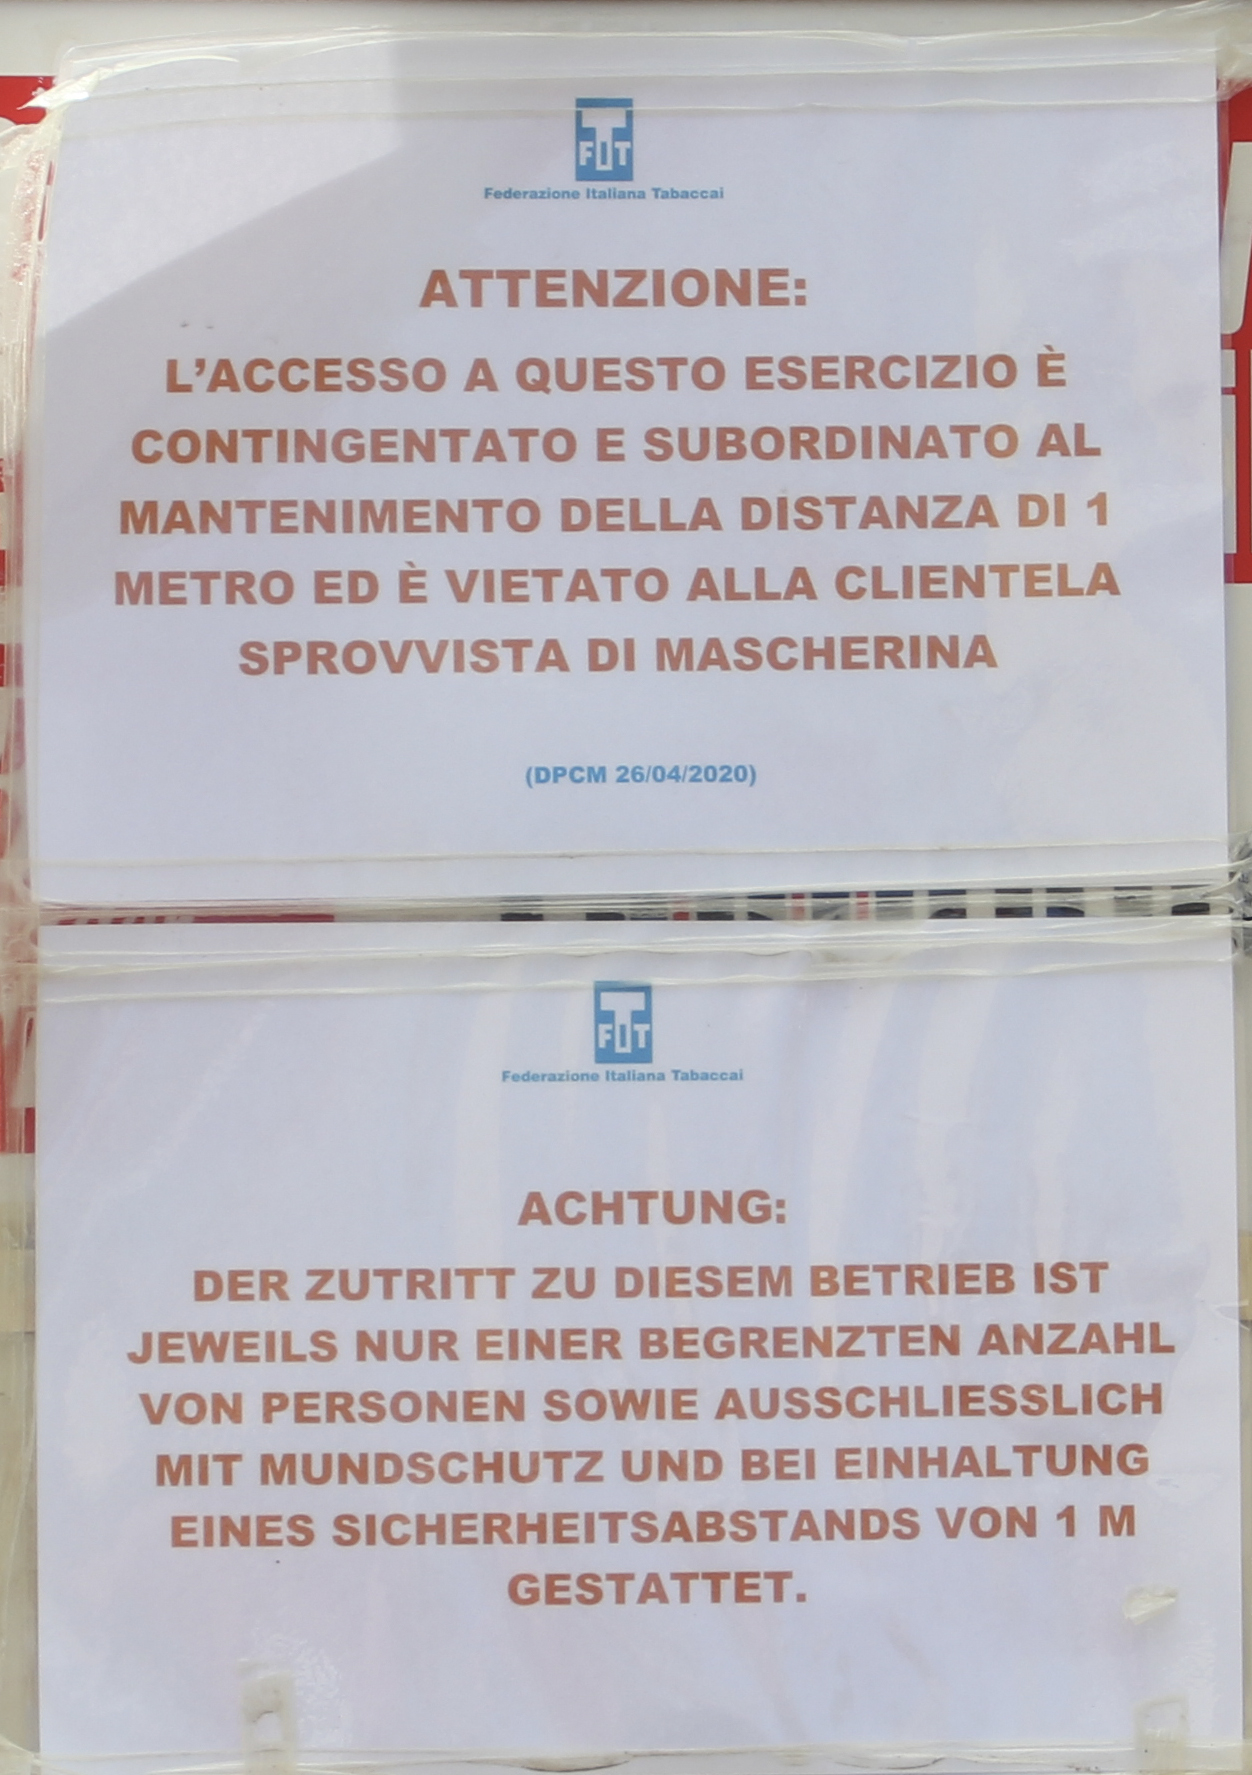 FIT
Federazione Italiana Tabaccai
ATTENZIONE:
L'ACCESSO A QUESTO ESERCIZIO È
CONTINGENTATO E SUBORDINATO AL
MANTENIMENTO DELLA DISTANZA DI 1
METRO ED È VIETATO ALLA CLIENTELA
SPROVVISTA DI MASCHERINA
(DPCM 26/04/2020)
FIT
Federazione Italiana Tabaccai
ACHTUNG:
DER ZUTRITT ZU DIESEM BETRIEB IST
JEWEILS NUR EINER BEGRENZTEN ANZAHL
VON PERSONEN SOWIE AUSSCHLIESSLICH
MIT MUNDSCHUTZ UND BEI EINHALTUNG
EINES SICHERHEITSABSTANDS VON 1 M
GESTATTET.